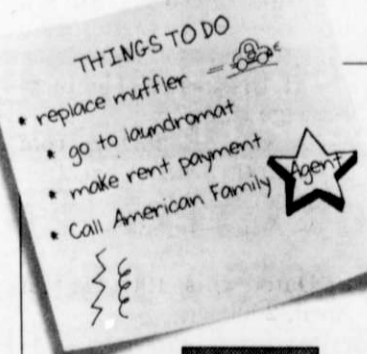 THINGS TO DO
* replace muffler
* go to laundromat
* make rent payment
* Call American Family Agent